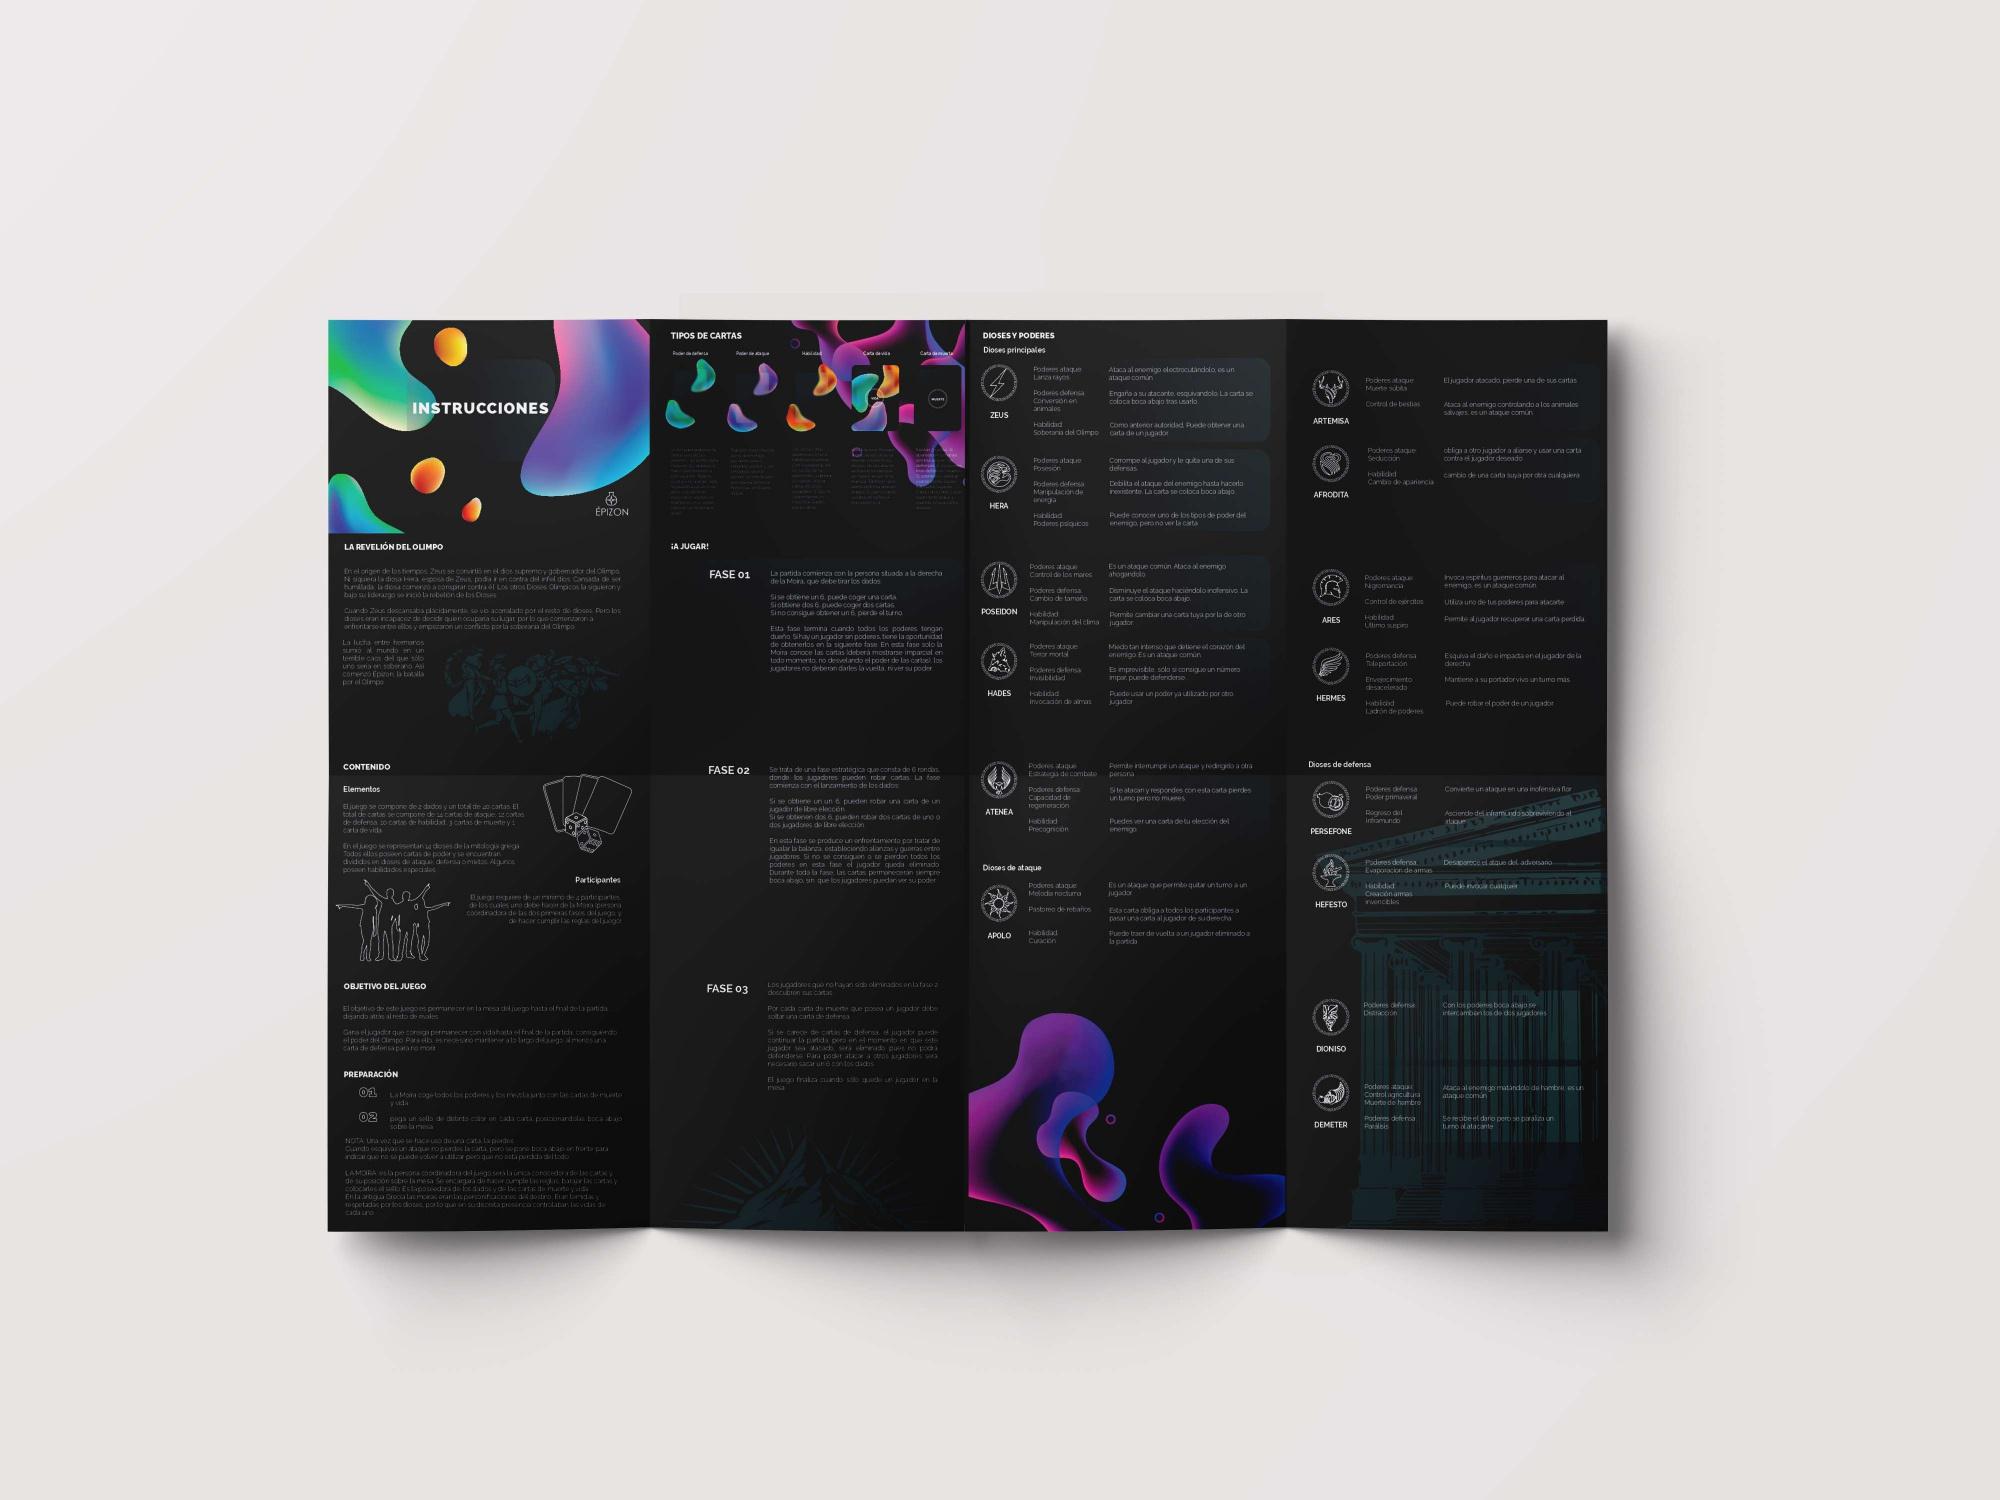 INSTRUCCIONES
ÉPIZON
LA REVELIÓN DEL OLIMPO
En el origen de los tiempos, Zeus se convirtió en el dios supremo y gobernador del Olimpo.
Ni siquiera la diosa Hera, esposa de Zeus, podía ir en contra del infiel dios. Cansada de ser
humillada, la diosa comenzó a conspirar contra él. Los otros Dioses Olímpicos la siguieron y
bajo su liderazgo se inició la rebelión de los Dioses.
Cuando Zeus descansaba plácidamente, se vio acorralado por el resto de dioses. Pero los
dioses eran incapaces de decidir quien ocuparía su lugar, por lo que comenzaron a
enfrentarse entre ellos y empezaron un conflicto por la soberanía del Olimpo.
La lucha entre hermanos
sumió al mundo en un
terrible caos del que sólo
uno sería en soberano. Así
comenzó Épizon, la batalla
por el Olimpo.
CONTENIDO
Elementos
El juego se compone de 2 dados y un total de 40 cartas. El
total de cartas se compone de 14 cartas de ataque, 12 cartas
de defensa, 10 cartas de habilidad, 3 cartas de muerte y 1
carta de vida.
En el juego se representan 14 dioses de la mitología griega.
Todos ellos poseen cartas de poder y se encuentran
divididos en dioses de ataque, defensa o mixtos. Algunos
poseen habilidades especiales.
Participantes
El juego requiere de un mínimo de 4 participantes,
de los cuales uno debe hacer de la Moira (persona
coordinadora de las dos primeras fases del juego, y
de hacer cumplir las reglas del juego)
OBJETIVO DEL JUEGO
El objetivo de este juego es permanecer en la mesa del juego hasta el final de la partida,
dejando atrás al resto de rivales.
Gana el jugador que consiga permanecer con vida hasta el final de la partida, consiguiendo
el poder del Olimpo. Para ello, es necesario mantener a lo largo del juego, al menos una
carta de defensa para no morir.
PREPARACIÓN
01 La Moira coge todos los poderes y los mezcla junto con las cartas de muerte
y vida.
02 pega un sello de distinto color en cada carta, posicionandolas boca abajo
sobre la mesa.
NOTA: Una vez que se hace uso de una carta, la pierdes.
Cuando esquivas un ataque no pierdes la carta, pero se pone boca abajo en frente para
indicar que no se puede volver a utilizar pero que no está perdida del todo.
LA MOIRA: es la persona coordinadora del juego será la única conocedora de las cartas y
de su posición sobre la mesa. Se encargará de hacer cumplir las reglas, barajar las cartas y
colocarles el sello. Es la poseedora de los dados y de las cartas de muerte y vida.
En la antigua Grecia las moiras eran las personificaciones del destino. Eran temidas y
respetadas por los dioses, por lo que en su discreta presencia controlaban las vidas de
cada uno.
TIPOS DE CARTAS
Poder de defensa Poder de ataque Habilidad Carta de vida Carta de muerte
VIDA
MUERTE
¡A JUGAR!
FASE 01
La partida comienza con la persona situada a la derecha
de la Moira, que debe tirar los dados:
Si se obtiene un 6, puede coger una carta.
Si obtiene dos 6, puede coger dos cartas.
Si no consigue obtener un 6, pierde el turno.
Esta fase termina cuando todos los poderes tengan
dueño. Si hay un jugador sin poderes, tiene la oportunidad
de obtenerlos en la siguiente fase. En esta fase solo la
Moira conoce las cartas (deberá mostrarse imparcial en
todo momento, no desvelando el poder de las cartas), los
jugadores no deberan darles la vuelta, ni ver su poder.
FASE 02
Se trata de una fase estratégica que consta de 6 rondas,
donde los jugadores pueden robar cartas. La fase
comienza con el lanzamiento de los dados:
Si se obtiene un un 6, pueden robar una carta de un
jugador de libre elección.
Si se obtienen dos 6, pueden robar dos cartas de uno o
dos jugadores de libre elección.
En esta fase se produce un enfrentamiento por tratar de
igualar la balanza, estableciendo alianzas y guerras entre
jugadores. Si no se consiguen o se pierden todos los
poderes en esta fase el jugador queda eliminado.
Durante toda la fase, las cartas permanecerán siempre
boca abajo, sin que los jugadores puedan ver su poder.
FASE 03
Los jugadores que no hayan sido eliminados en la fase 2
descubren sus cartas.
Por cada carta de muerte que posea un jugador debe
soltar una carta de defensa.
Si se carece de cartas de defensa, el jugador puede
continuar la partida, pero en el momento en que este
jugador sea atacado, será eliminado pues no podrá
defenderse. Para poder atacar a otros jugadores será
necesario sacar un 6 con los dados.
El juego finaliza cuando sólo quede un jugador en la
mesa.
DIOSES Y PODERES
Dioses principales
ZEUS
Poderes ataque:
Lanza rayos
Ataca al enemigo electrocutándolo, es un
ataque común
Poderes defensa:
Conversión en
animales
Engaña a su atacante, esquivandolo. La carta se
coloca boca abajo tras usarlo.
Habilidad:
Soberanía del Olimpo
Como anterior autoridad, Puede obtener una
carta de un jugador
HERA
Poderes ataque:
Posesión
Corrompe al jugador y le quita una de sus
defensas.
Poderes defensa:
Manipulación de
energía
Debilita el ataque del enemigo hasta hacerlo
inexistente. La carta se coloca boca abajo.
Habilidad:
Poderes psíquicos
Puede conocer uno de los tipos de poder del
enemigo, pero no ver la carta
POSEIDON
Poderes ataque:
Control de los mares
Es un ataque común. Ataca al enemigo
ahogandolo.
Poderes defensa:
Cambio de tamaño
Disminuye el ataque haciéndolo inofensivo. La
carta se coloca boca abajo.
Habilidad:
Manipulación del clima
Permite cambiar una carta tuya por la de otro
jugador.
HADES
Poderes ataque:
Terror mortal
Miedo tan intenso que detiene el corazón del
enemigo. Es un ataque común.
Poderes defensa:
Invisibilidad
Es imprevisible, sólo si consigue un número
impar, puede defenderse.
Habilidad:
Invocación de almas
Puede usar un poder ya utilizado por otro
jugador
ATENEA
Poderes ataque:
Estrategia de combate
Permite interrumpir un ataque y redirigirlo a otra
persona
Poderes defensa:
Capacidad de
regeneración
Si te atacan y respondes con esta carta pierdes
un turno pero no mueres.
Habilidad:
Precognición
Puedes ver una carta de tu elección del
enemigo.
Dioses de ataque
APOLO
Poderes ataque:
Melodía nocturna
Es un ataque que permite quitar un turno a un
jugador.
Pastoreo de rebaños
Esta carta obliga a todos los participantes a
pasar una carta al jugador de su derecha
Habilidad:
Curación
Puede traer de vuelta a un jugador eliminado a
la partida
ARTEMISA
Poderes ataque:
Muerte súbita
El jugador atacado, pierde una de sus cartas
Control de bestias
Ataca al enemigo controlando a los animales
salvajes, es un ataque común.
AFRODITA
Poderes ataque:
Seducción
obliga a otro jugador a aliarse y usar una carta
contra el jugador deseado
Habilidad:
Cambio de apariencia
cambio de una carta suya por otra cualquiera
ARES
Poderes ataque:
Nigromancia
Invoca espíritus guerreros para atacar al
enemigo, es un ataque común.
Control de ejércitos
Utiliza uno de tus poderes para atacarte
Habilidad:
Último suspiro
Permite al jugador recuperar una carta perdida.
HERMES
Poderes defensa:
Teleportación
Esquiva el daño e impacta en el jugador de la
derecha
Envejecimiento
desacelerado
Mantiene a su portador vivo un turno más.
Habilidad:
Ladrón de poderes
Puede robar el poder de un jugador
Dioses de defensa
PERSEFONE
Poderes defensa:
Poder primaveral
Convierte un ataque en una inofensiva flor
Regreso del
Inframundo
Asciende del inframundo sobreviviendo al
ataque
HEFESTO
Poderes defensa:
Evaporación de armas
Desaparece el atque del adversario
Habilidad:
Creación armas
invencibles
Puede invocar cualquier
DIONISO
Poderes defensa:
Distracción
Con los poderes boca abajo se
intercambian los de dos jugadores
DEMETER
Poderes ataque:
Control agricultura
Muerte de hambre
Ataca al enemigo matándolo de hambre, es un
ataque común
Poderes defensa:
Parálisis
Se recibe el daño pero se paraliza un
turno al atacante